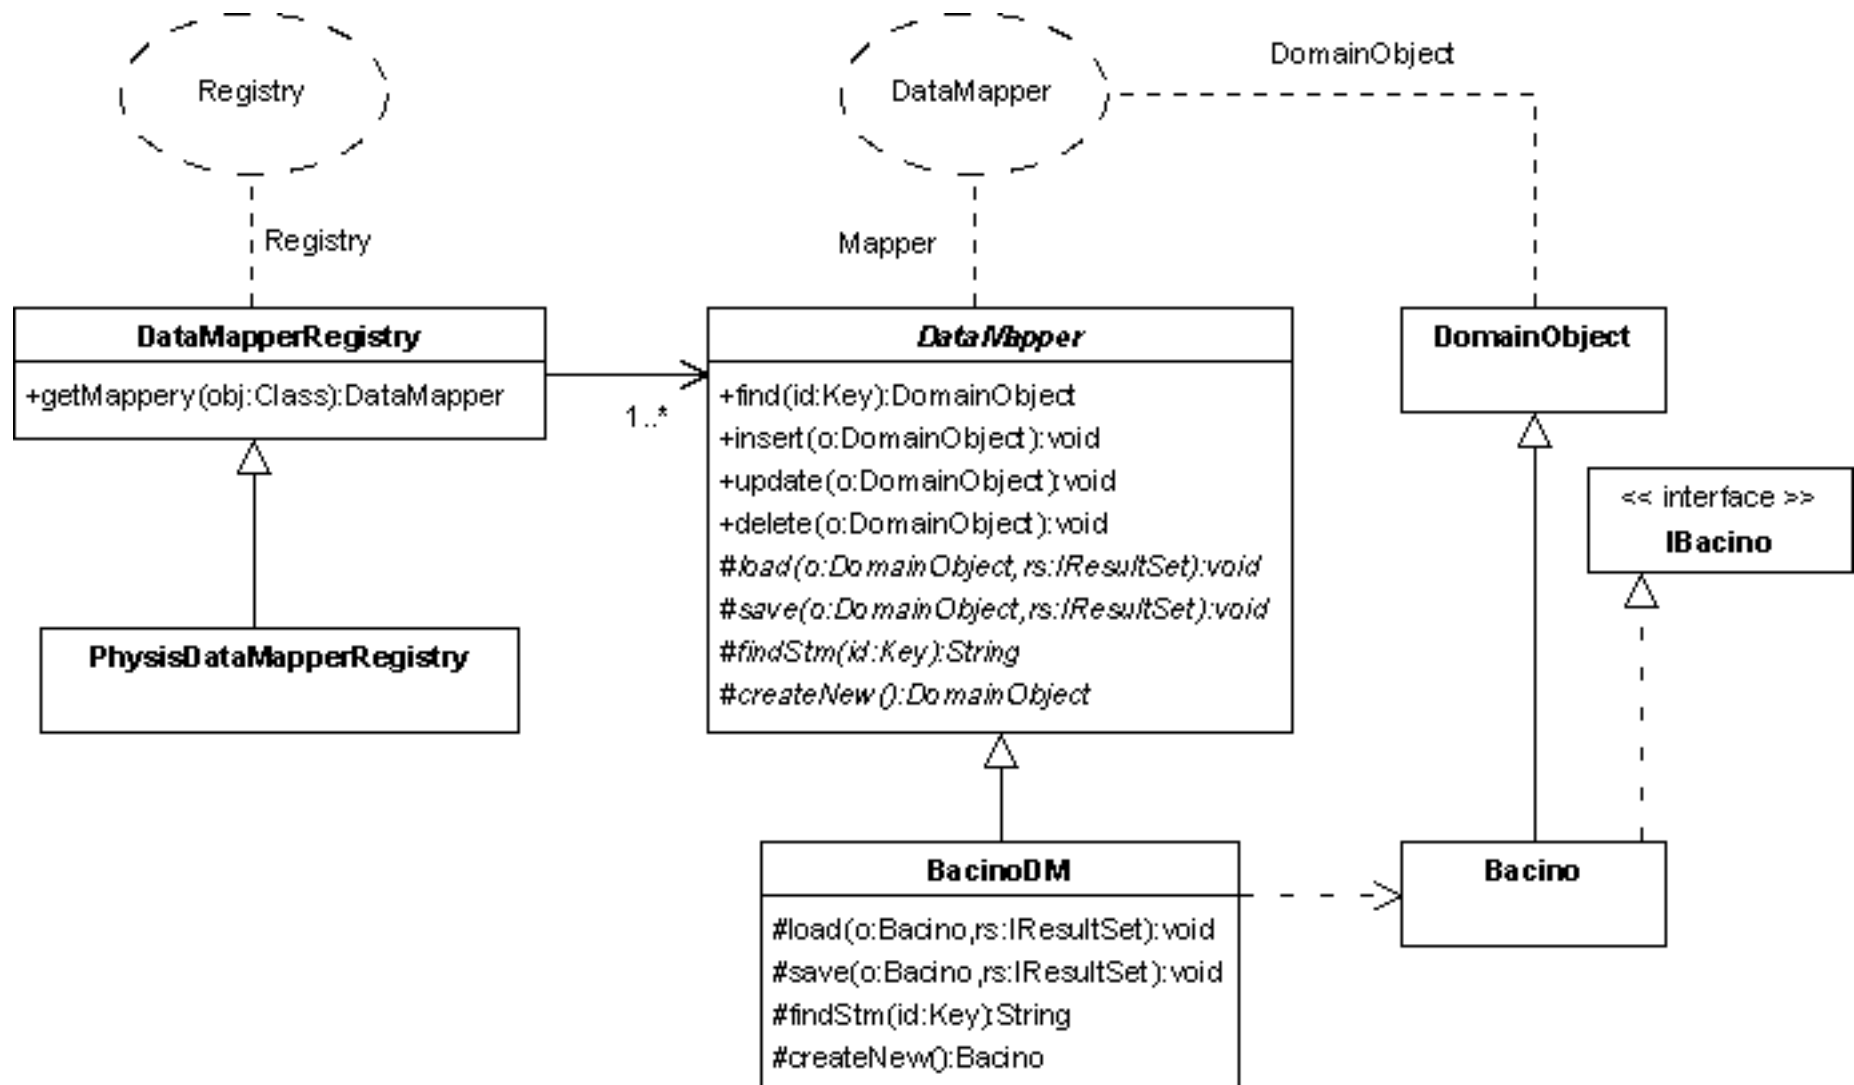 Registry
DataMapper
DomainObject
Registry
Mapper
DataMapperRegistry
+getMappery(obj:Class):DataMapper
1..*
DataMapper
+find(id:Key):DomainObject
+insert(o:DomainObject):void
+update(o:DomainObject):void
+delete(o:DomainObject):void
#load(o:DomainObject,rs:IResultSet):void
#save(o:DomainObject,rs:IResultSet):void
#findStm(id:Key):String
#createNew():DomainObject
DomainObject
<< interface >>
IBacino
PhysisDataMapperRegistry
BacinoDM
#load(o:Bacino,rs:IResultSet):void
#save(o:Bacino,rs:IResultSet):void
#findStm(id:Key):String
#createNew():Bacino
Bacino